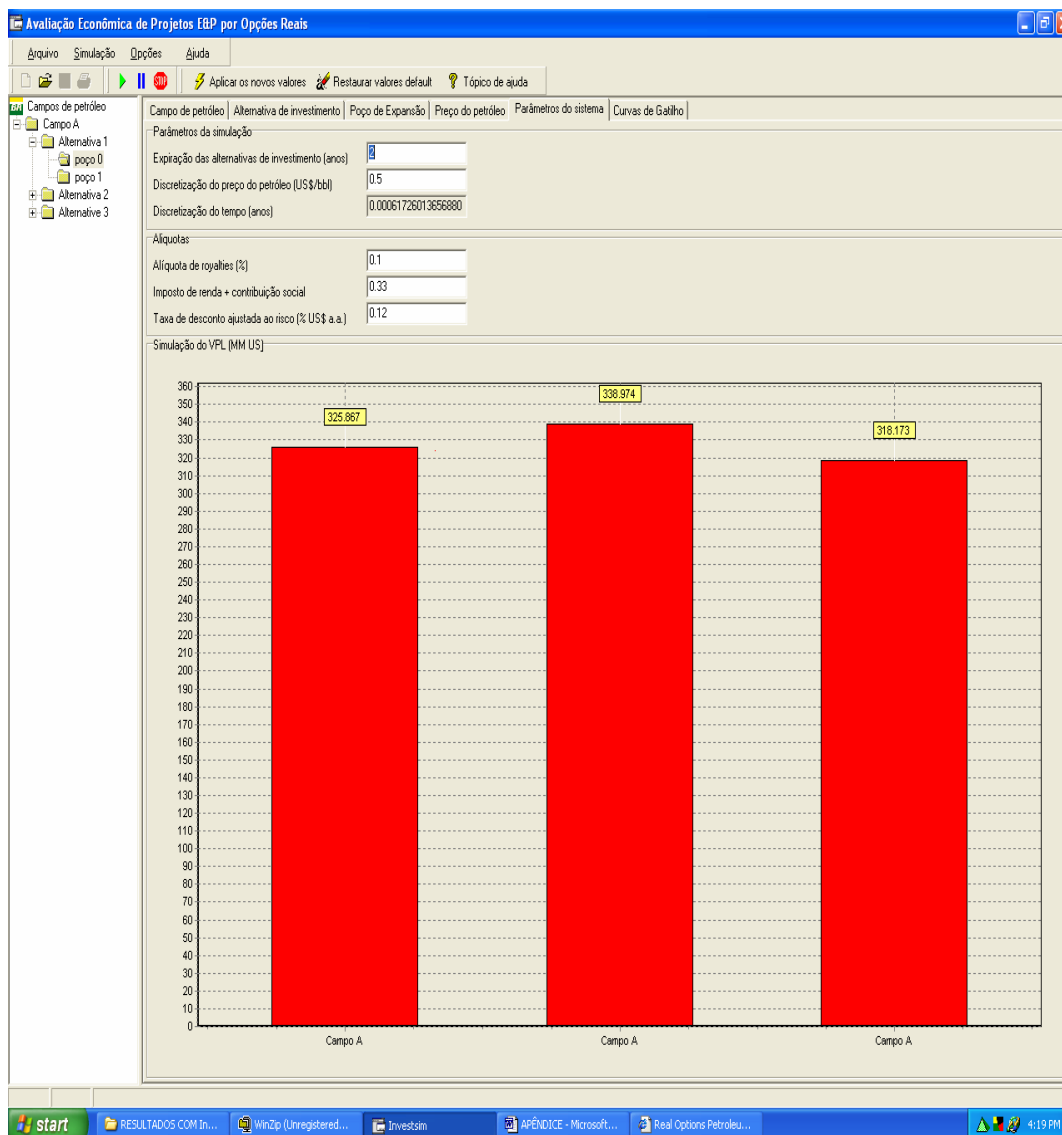 Avaliação Econômica de Projetos E&P por Opções Reais
Arquivo Simulação Opções Ajuda
STOP Aplicar os novos valores Restaurar valores default Tópico de ajuda
Campos de petróleo
Campo A
Alternativa 1
poço 0
poço 1
Alternativa 2
Alternative 3
Campo de petróleo Alternativa de investimento Poço de Expansão Preço do petróleo Parâmetros do sistema Curvas de Gatilho
Parâmetros da simulação
Expiração das alternativas de investimento (anos) 2
Discretização do preço do petróleo (US$/bbl) 0.5
Discretização do tempo (anos) 0.00061726013656880
Alíquotas
Alíquota de royalties (%) 0.1
Imposto de renda + contribuição social 0.33
Taxa de desconto ajustada ao risco (% US$ a.a.) 0.12
Simulação do VPL (MM US)
360
350
340
330
320
310
300
290
280
270
260
250
240
230
220
210
200
190
180
170
160
150
140
130
120
110
100
90
80
70
60
50
40
30
20
10
0
325.867 338.974 318.173
Campo A Campo A Campo A
start RESULTADOS COM In... WinZip (Unregistered... Investsim APÊNDICE - Microsoft... Real Options Petroleu... 4:19 PM